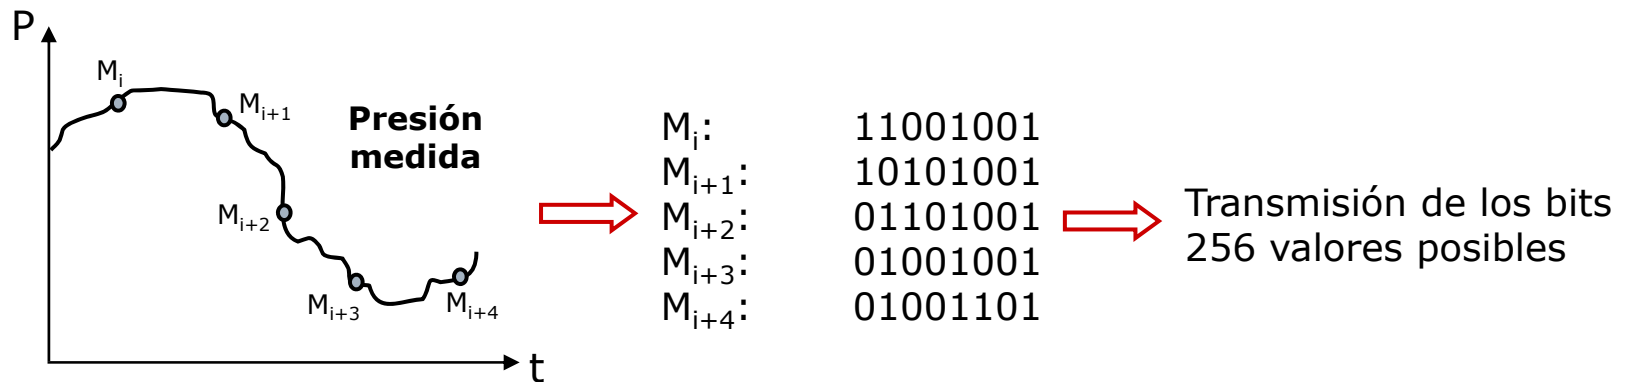 P
Mi
Mi+1
Presión
medida
Mi+2
Mi+3
Mi+4
t
Mi: 11001001
Mi+1: 10101001
Mi+2: 01101001
Mi+3: 01001001
Mi+4: 01001101
Transmisión de los bits
256 valores posibles